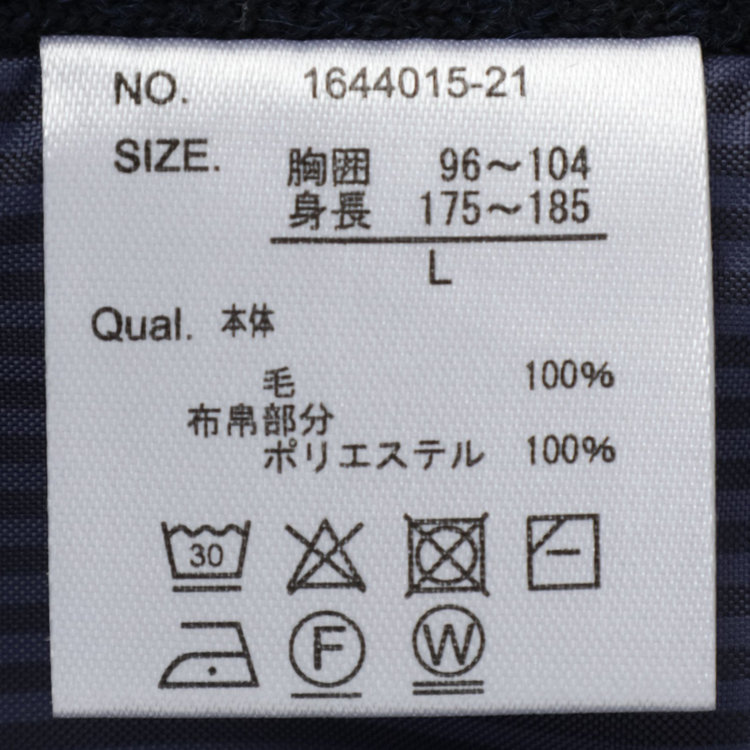 NO. 1644015-21
SIZE. 胸囲 96～104
身長 175～185
L
Qual. 本体
毛 100%
布帛部分
ポリエステル 100%
30
F W